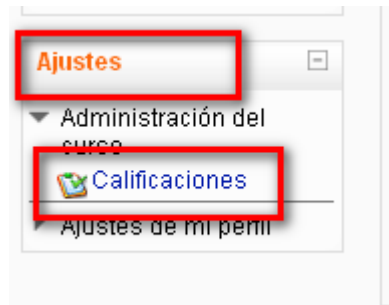 Ajustes
Administración del
curso
Calificaciones
Ajustes de mi perfil